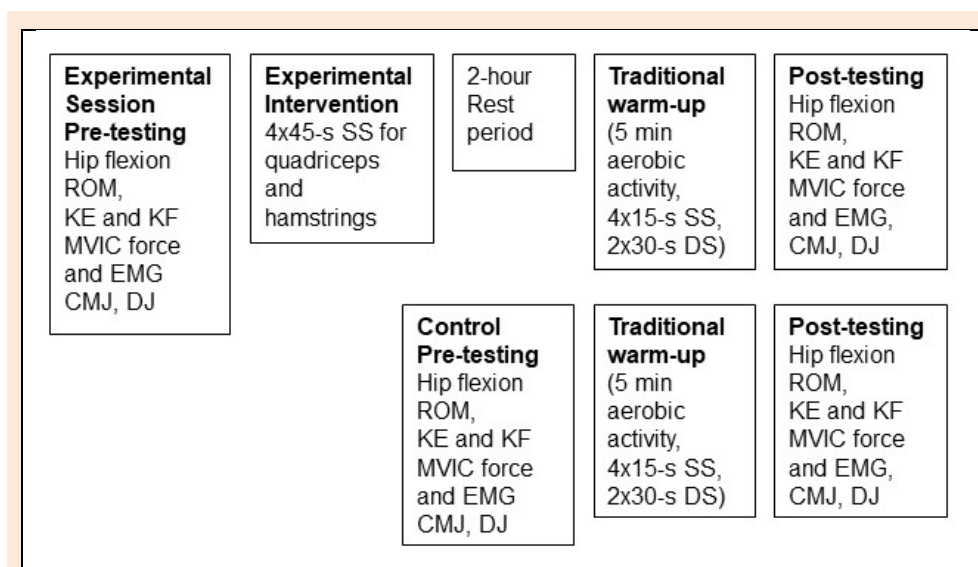 Experimental
Session
Pre-testing
Hip flexion
ROM,
KE and KF
MVIC force
and EMG
CMJ, DJ
Experimental
Intervention
4x45-s SS for
quadriceps
and
hamstrings
2-hour
Rest
period
Traditional
warm-up
(5 min
aerobic
activity,
4x15-s SS,
2x30-s DS)
Post-testing
Hip flexion
ROM,
KE and KF
MVIC force
and EMG,
CMJ, DJ
Control
Pre-testing
Hip flexion
ROM,
KE and KF
MVIC force
and EMG
CMJ, DJ
Traditional
warm-up
(5 min
aerobic
activity,
4x15-s SS,
2x30-s DS)
Post-testing
Hip flexion
ROM,
KE and KF
MVIC force
and EMG,
CMJ, DJ